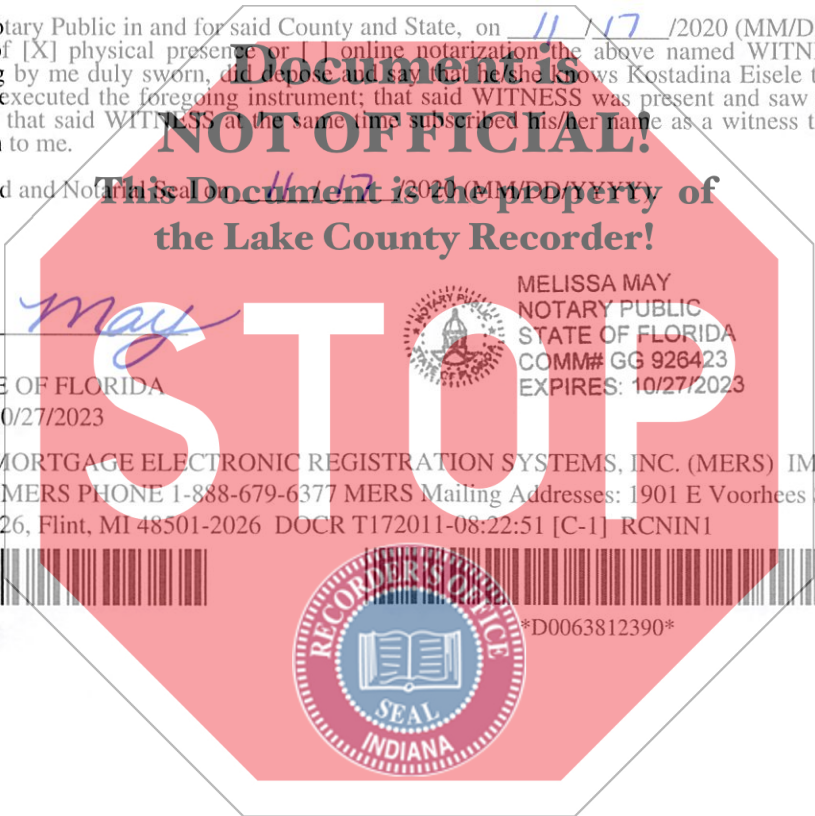 tary Public in and for said County and State, on 11 / 17 /2020 (MM/D
of [X] physical presence or [ ] online notarization the above named WITN
g by me duly sworn, did depose and say that he/she knows Kostadina Eisele t
executed the foregoing instrument; that said WITNESS was present and saw
that said WITNESS at the same time subscribed his/her name as a witness t
to me.
d and Notarial Seal on 11 / 17 /2020 (MM/DD/YYYY).
Document is
NOT OFFICIAL!
This Document is the property of
the Lake County Recorder!
STOP
May
MELISSA MAY
NOTARY PUBLIC
STATE OF FLORIDA
COMM# GG 926423
EXPIRES: 10/27/2023
NOTARY PUBLIC
STATE OF FLORIDA
E OF FLORIDA
0/27/2023
MORTGAGE ELECTRONIC REGISTRATION SYSTEMS, INC. (MERS) IM
MERS PHONE 1-888-679-6377 MERS Mailing Addresses: 1901 E Voorhees
26, Flint, MI 48501-2026 DOCR T172011-08:22:51 [C-1] RCNIN1
*D0063812390*
RECORDER'S OFFICE
SEAL
INDIANA